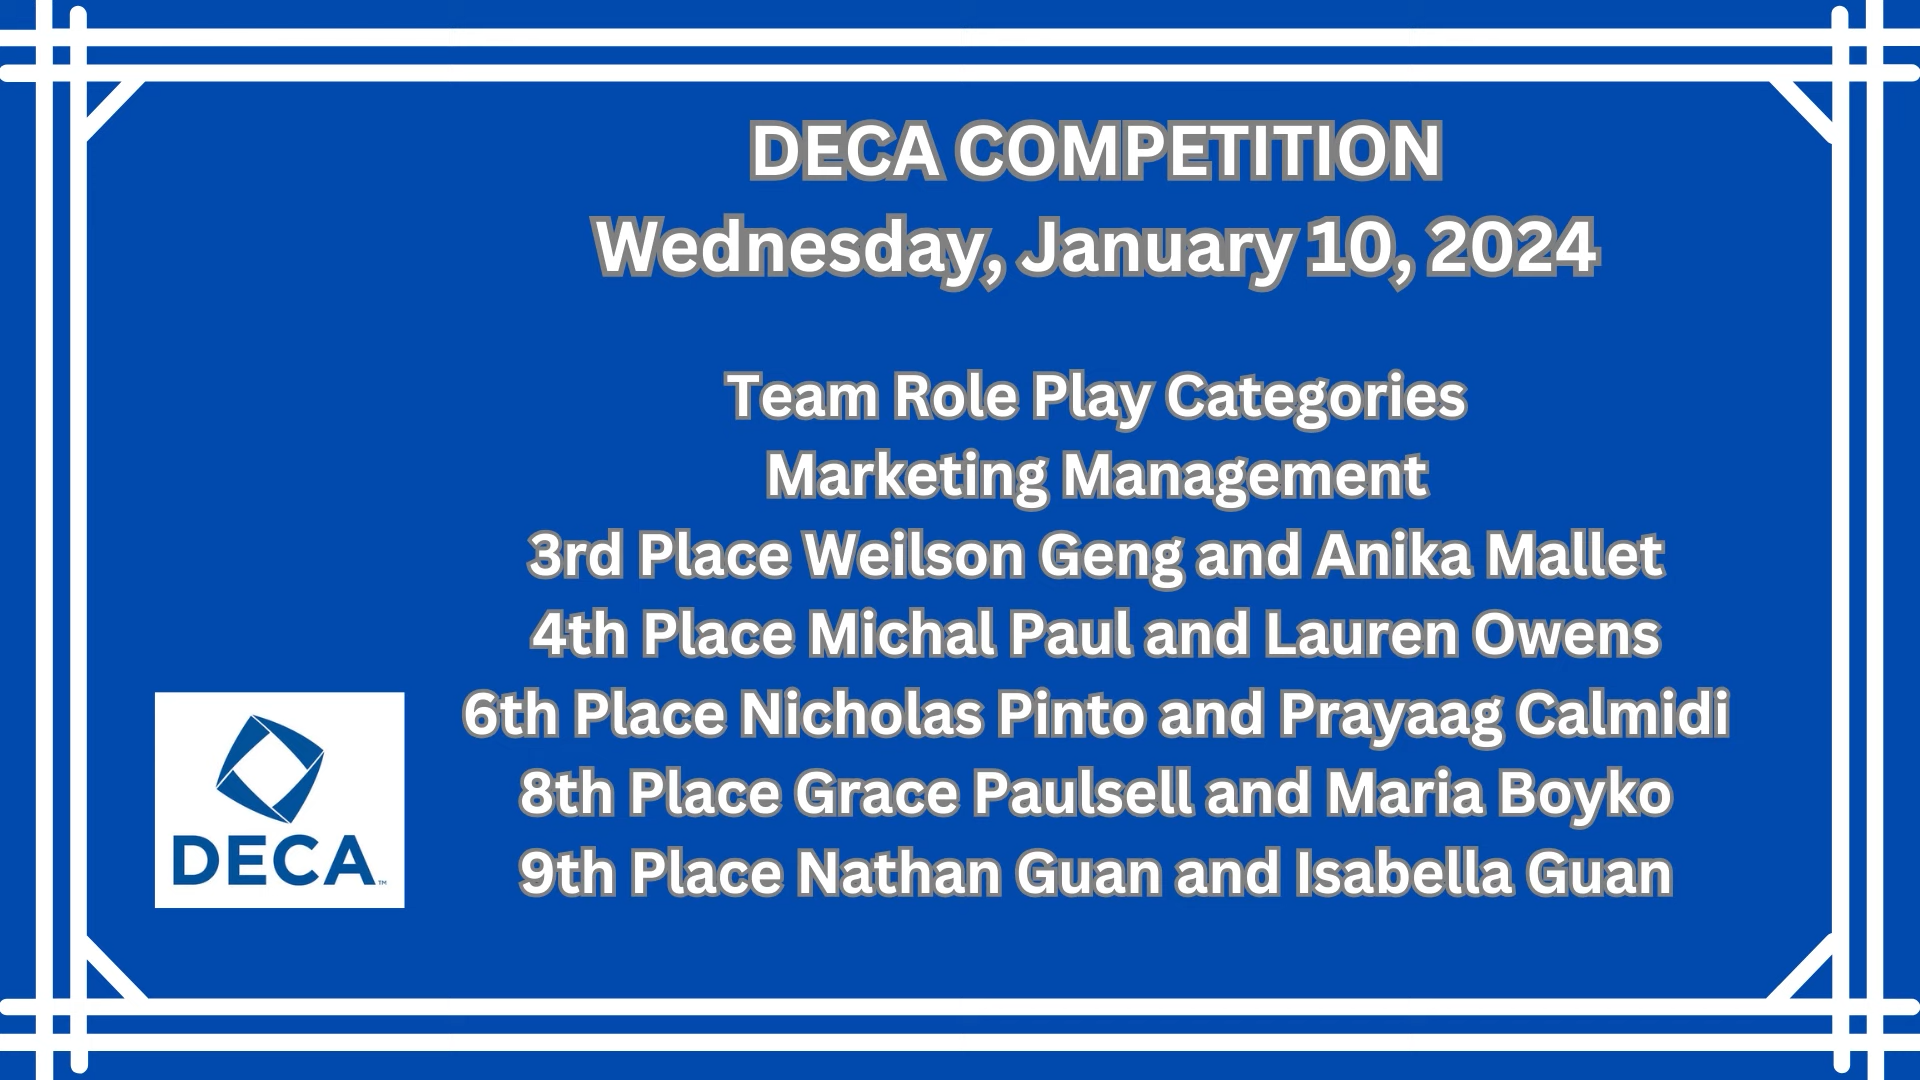 DECA COMPETITION
Wednesday, January 10, 2024
Team Role Play Categories
Marketing Management
3rd Place Weilson Geng and Anika Mallet
4th Place Michal Paul and Lauren Owens
6th Place Nicholas Pinto and Prayaag Calmidi
8th Place Grace Paulsell and Maria Boyko
9th Place Nathan Guan and Isabella Guan
DECA™